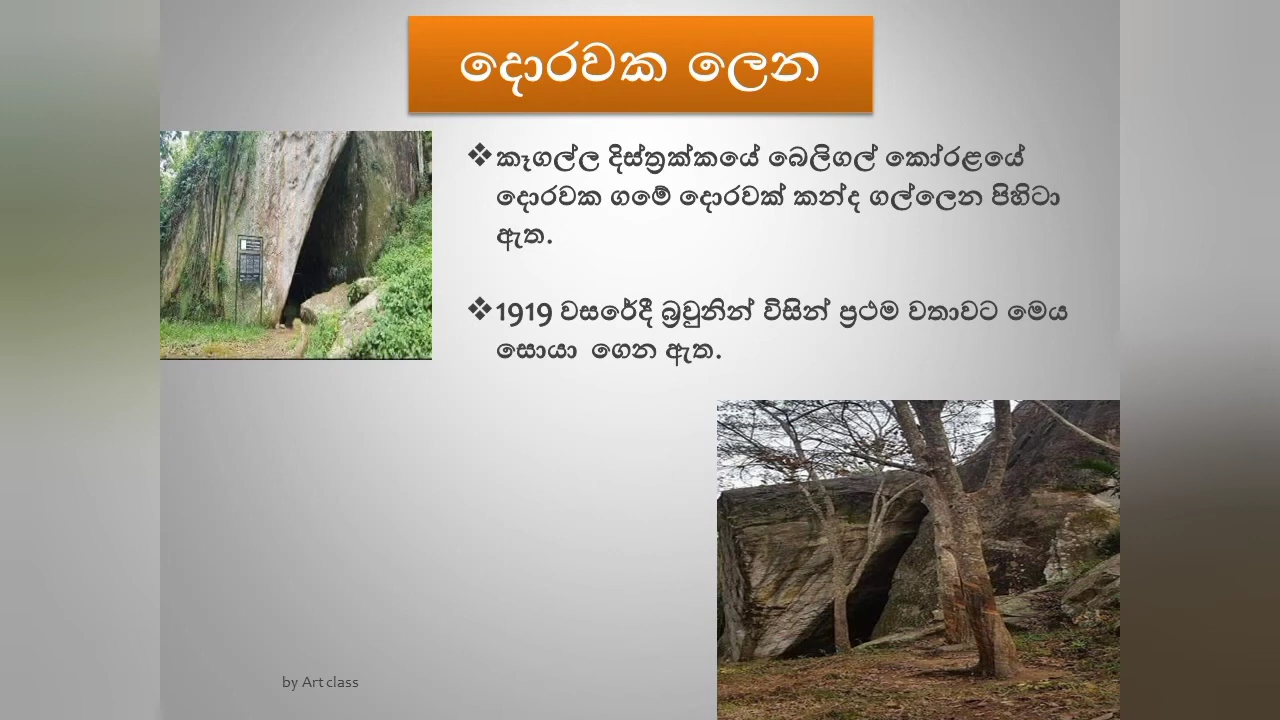 දොරවක ලෙන
❖කෑගල්ල දිස්ත්‍රක්කයේ බෙලිගල් කෝරළයේ
දොරවක ගමේ දොරවක් කන්ද ගල්ලෙන පිහිටා
ඇත.
❖1919 වසරේදී බ්‍රවුනින් විසින් ප්‍රථම වතාවට මෙය
සොයා ගෙන ඇත.
by Art class